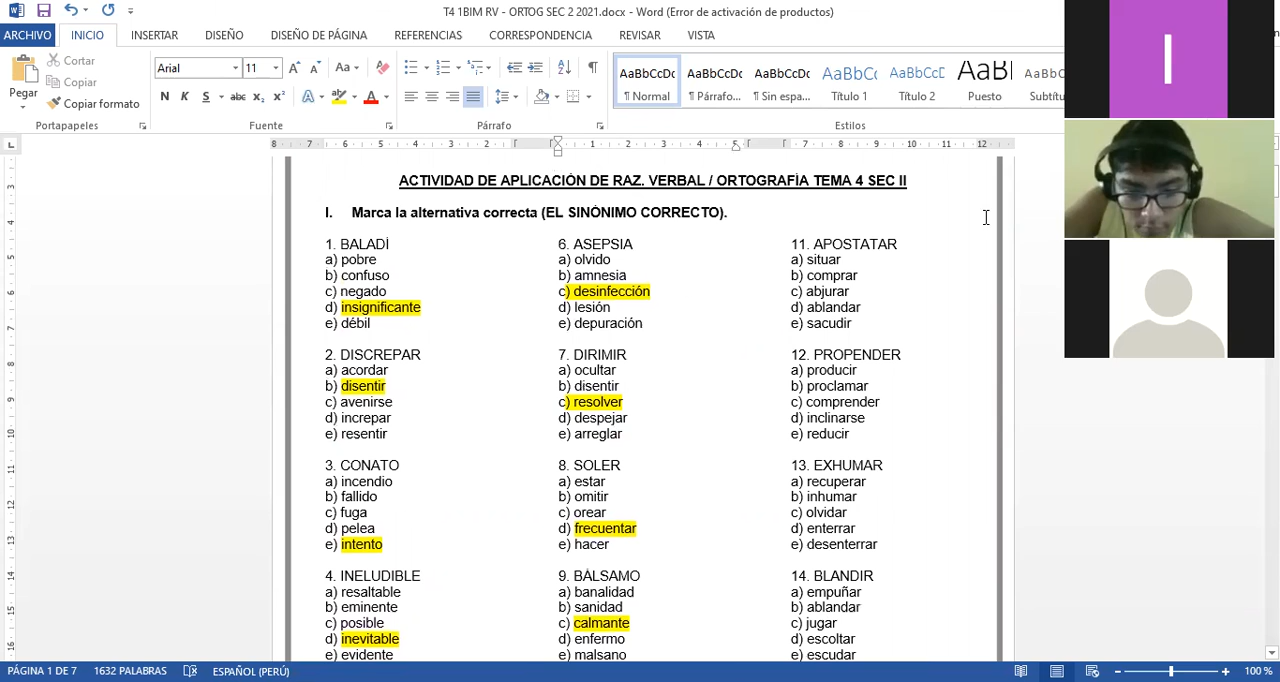 T4 1BIM RV - ORTOG SEC 2 2021.docx - Word (Error de activación de productos)
ARCHIVO INICIO INSERTAR DISEÑO DISEÑO DE PÁGINA REFERENCIAS CORRESPONDENCIA REVISAR VISTA
Pegar
Cortar
Copiar
Copiar formato
Portapapeles
Arial 11
N K S abc x₂ x²
Fuente
Párrafo
AaBbCcDc AaBbCcDc AaBbCcDc AaBbCc AaBbCcD AaBl AaBbCcD
¶ Normal ¶ Párrafo... ¶ Sin espa... Título 1 Título 2 Puesto Subtítu
Estilos
I
ACTIVIDAD DE APLICACIÓN DE RAZ. VERBAL / ORTOGRAFÍA TEMA 4 SEC II
I. Marca la alternativa correcta (EL SINÓNIMO CORRECTO).
1. BALADÍ
a) pobre
b) confuso
c) negado
d) insignificante
e) débil
2. DISCREPAR
a) acordar
b) disentir
c) avenirse
d) increpar
e) resentir
3. CONATO
a) incendio
b) fallido
c) fuga
d) pelea
e) intento
4. INELUDIBLE
a) resaltable
b) eminente
c) posible
d) inevitable
e) evidente
6. ASEPSIA
a) olvido
b) amnesia
c) desinfección
d) lesión
e) depuración
7. DIRIMIR
a) ocultar
b) disentir
c) resolver
d) despejar
e) arreglar
8. SOLER
a) estar
b) omitir
c) orear
d) frecuentar
e) hacer
9. BÁLSAMO
a) banalidad
b) sanidad
c) calmante
d) enfermo
e) malsano
11. APOSTATAR
a) situar
b) comprar
c) abjurar
d) ablandar
e) sacudir
12. PROPENDER
a) producir
b) proclamar
c) comprender
d) inclinarse
e) reducir
13. EXHUMAR
a) recuperar
b) inhumar
c) olvidar
d) enterrar
e) desenterrar
14. BLANDIR
a) empuñar
b) ablandar
c) jugar
d) escoltar
e) escudar
PÁGINA 1 DE 7 1632 PALABRAS ESPAÑOL (PERÚ) 100 %